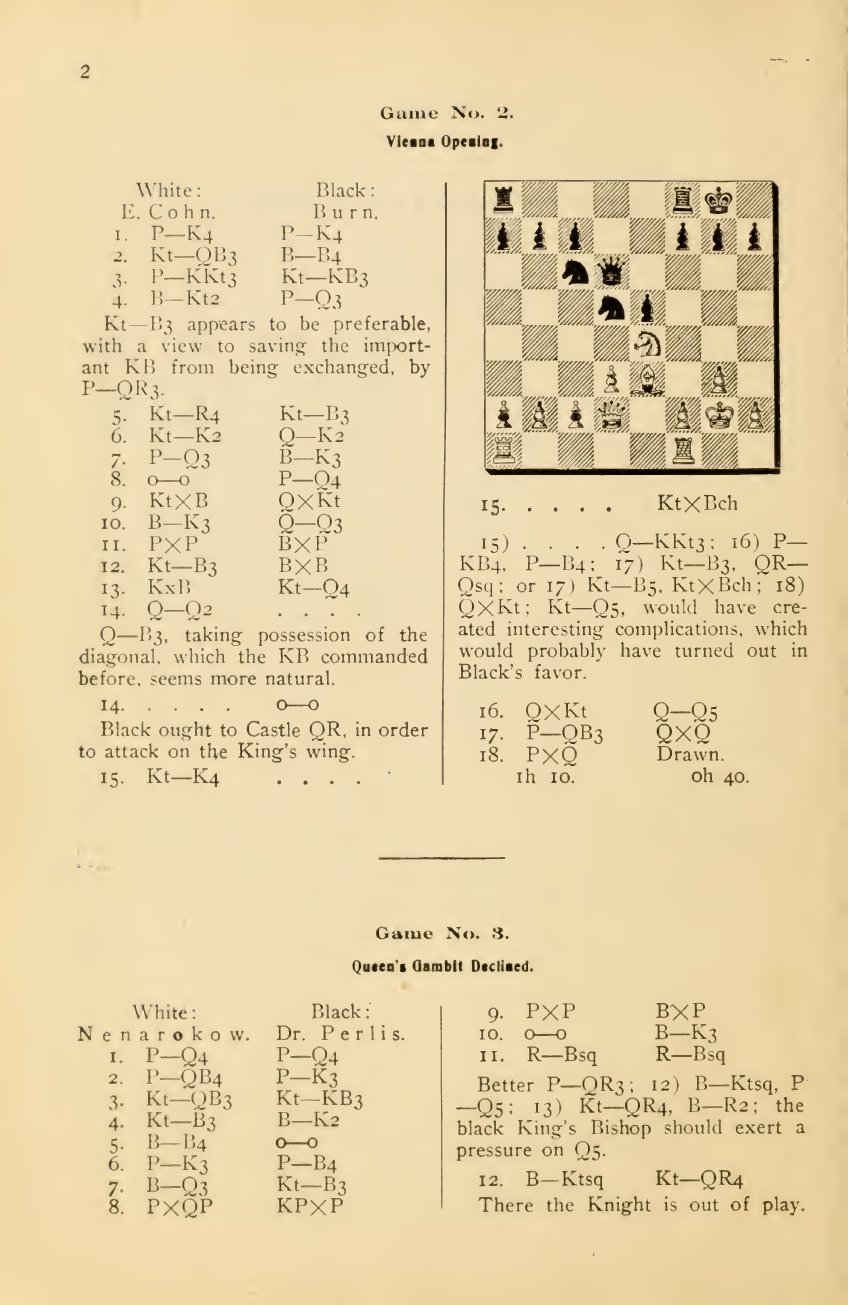 2
Game No. 2.
Vienna Opening.
White: Black:
E. Cohn. Burn.
1. P—K4 P—K4
2. Kt—QB3 B—B4
3. P—KKt3 Kt—KB3
4. B—Kt2 P—Q3
Kt—B3 appears to be preferable,
with a view to saving the import-
ant KB from being exchanged, by
P—QR3.
5. Kt—R4 Kt—B3
6. Kt—K2 Q—K2
7. P—Q3 B—K3
8. o—o P—Q4
9. Kt×B Q×Kt
10. B—K3 Q—Q3
11. P×P B×P
12. Kt—B3 B×B
13. KxB Kt—Q4
14. Q—Q2 . . . .
Q—B3, taking possession of the
diagonal, which the KB commanded
before, seems more natural.
14. . . . . . o—o
Black ought to Castle QR, in order
to attack on the King's wing.
15. Kt—K4 . . . .
15. . . . . . Kt×Bch
15) . . . . Q—KKt3; 16) P—
KB4, P—B4; 17) Kt—B3, QR—
Qsq; or 17) Kt—B5, Kt×Bch; 18)
Q×Kt; Kt—Q5, would have cre-
ated interesting complications, which
would probably have turned out in
Black's favor.
16. Q×Kt Q—Q5
17. P—QB3 Q×Q
18. P×Q Drawn.
1h 10. oh 40.
Game No. 3.
Queen's Gambit Declined.
White: Black:
Nenarokow. Dr. Perlis.
1. P—Q4 P—Q4
2. P—QB4 P—K3
3. Kt—QB3 Kt—KB3
4. Kt—B3 B—K2
5. B—B4 o—o
6. P—K3 P—B4
7. B—Q3 Kt—B3
8. P×QP KP×P
9. P×P B×P
10. o—o B—K3
11. R—Bsq R—Bsq
Better P—QR3; 12) B—Ktsq, P
—Q5; 13) Kt—QR4, B—R2; the
black King's Bishop should exert a
pressure on Q5.
12. B—Ktsq Kt—QR4
There the Knight is out of play.